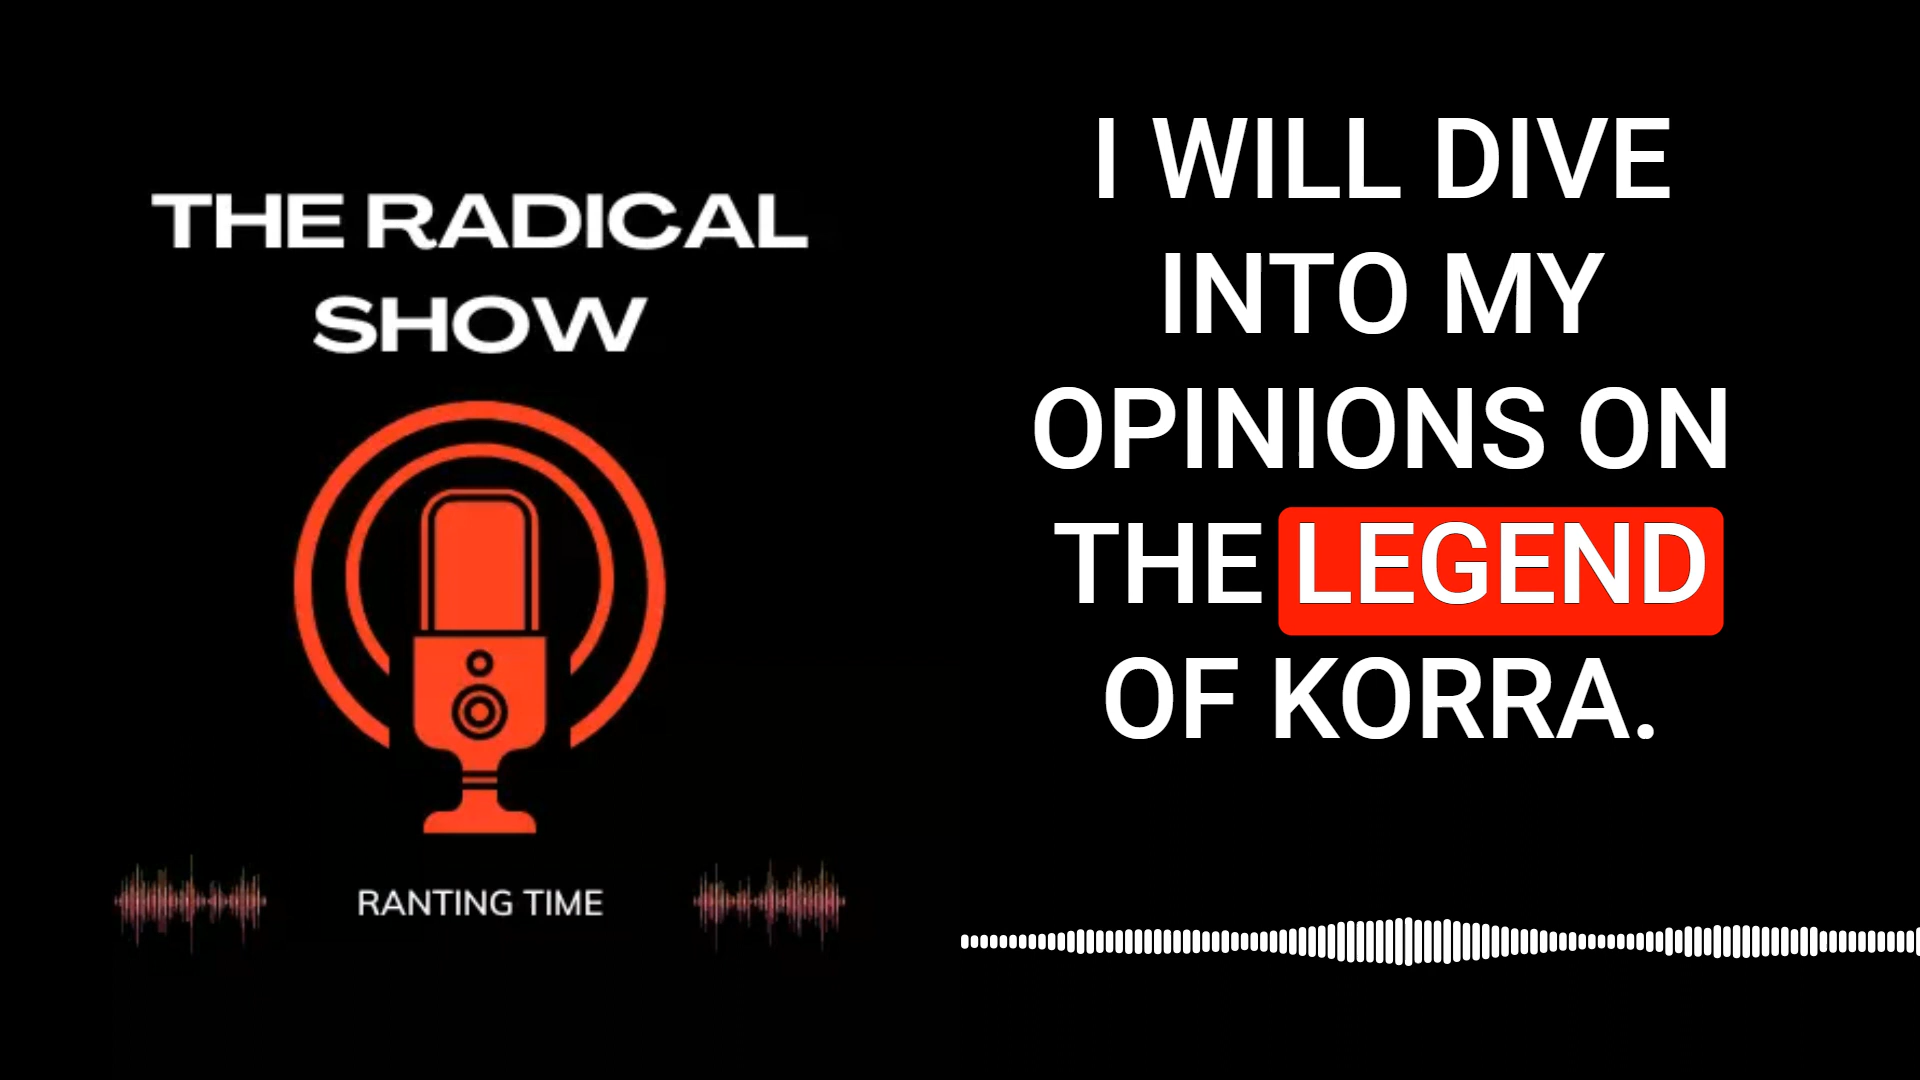 THE RADICAL
SHOW
RANTING TIME
I WILL DIVE
INTO MY
OPINIONS ON
THE LEGEND
OF KORRA.